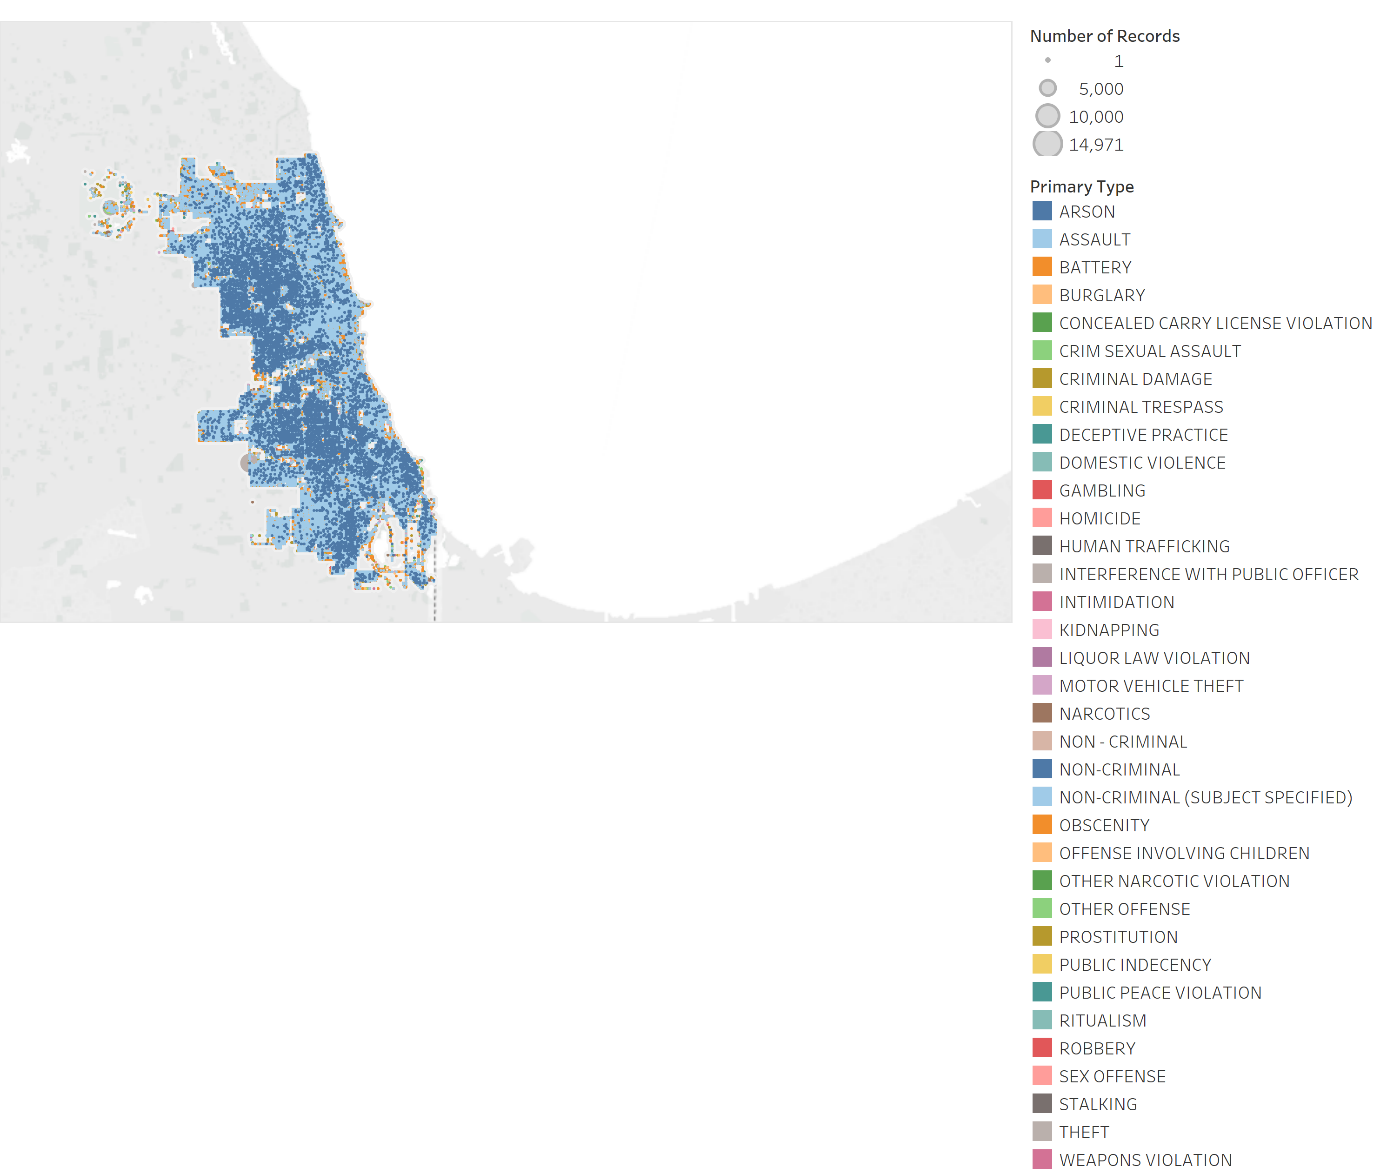 Number of Records
1
5,000
10,000
14,971
Primary Type
ARSON
ASSAULT
BATTERY
BURGLARY
CONCEALED CARRY LICENSE VIOLATION
CRIM SEXUAL ASSAULT
CRIMINAL DAMAGE
CRIMINAL TRESPASS
DECEPTIVE PRACTICE
DOMESTIC VIOLENCE
GAMBLING
HOMICIDE
HUMAN TRAFFICKING
INTERFERENCE WITH PUBLIC OFFICER
INTIMIDATION
KIDNAPPING
LIQUOR LAW VIOLATION
MOTOR VEHICLE THEFT
NARCOTICS
NON - CRIMINAL
NON-CRIMINAL
NON-CRIMINAL (SUBJECT SPECIFIED)
OBSCENITY
OFFENSE INVOLVING CHILDREN
OTHER NARCOTIC VIOLATION
OTHER OFFENSE
PROSTITUTION
PUBLIC INDECENCY
PUBLIC PEACE VIOLATION
RITUALISM
ROBBERY
SEX OFFENSE
STALKING
THEFT
WEAPONS VIOLATION